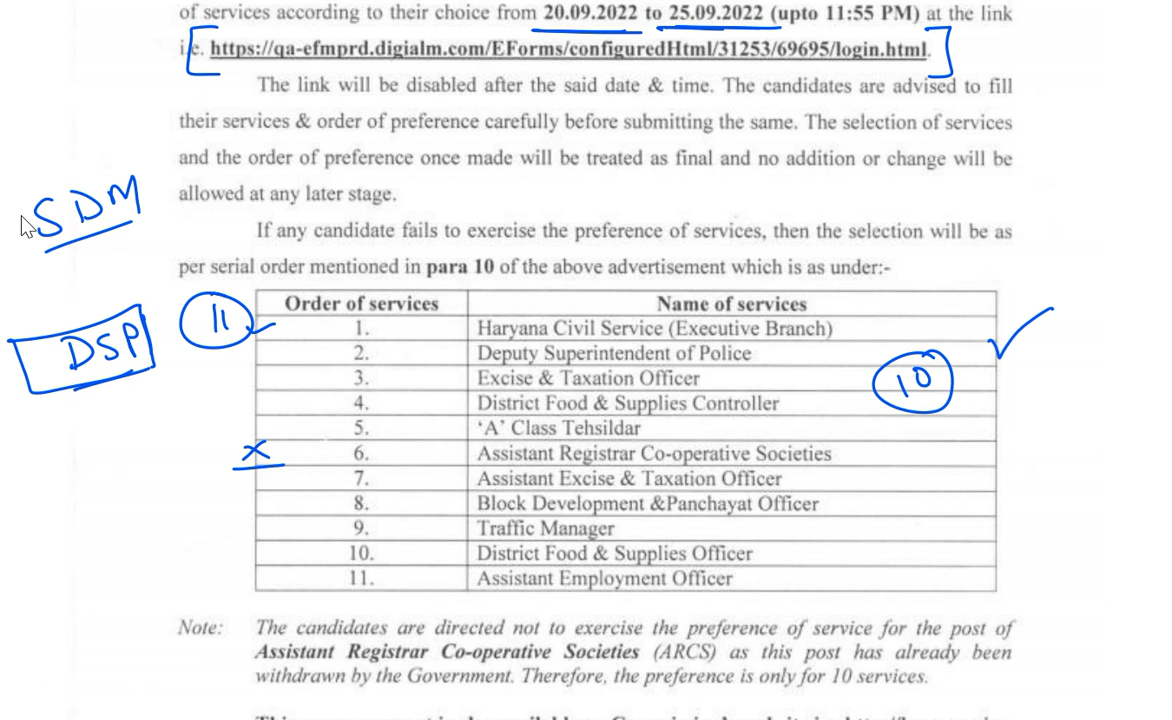 of services according to their choice from 20.09.2022 to 25.09.2022 (upto 11:55 PM) at the link
i.e. https://qa-efmprd.digialm.com/EForms/configuredHtml/31253/69695/login.html.
The link will be disabled after the said date & time. The candidates are advised to fill
their services & order of preference carefully before submitting the same. The selection of services
and the order of preference once made will be treated as final and no addition or change will be
allowed at any later stage.
SDM
If any candidate fails to exercise the preference of services, then the selection will be as
per serial order mentioned in para 10 of the above advertisement which is as under:-
Order of services Name of services
11
1. Haryana Civil Service (Executive Branch)
DSP
2. Deputy Superintendent of Police
3. Excise & Taxation Officer
10
4. District Food & Supplies Controller
5. ‘A’ Class Tehsildar
x
6. Assistant Registrar Co-operative Societies
7. Assistant Excise & Taxation Officer
8. Block Development &Panchayat Officer
9. Traffic Manager
10. District Food & Supplies Officer
11. Assistant Employment Officer
Note: The candidates are directed not to exercise the preference of service for the post of
Assistant Registrar Co-operative Societies (ARCS) as this post has already been
withdrawn by the Government. Therefore, the preference is only for 10 services.